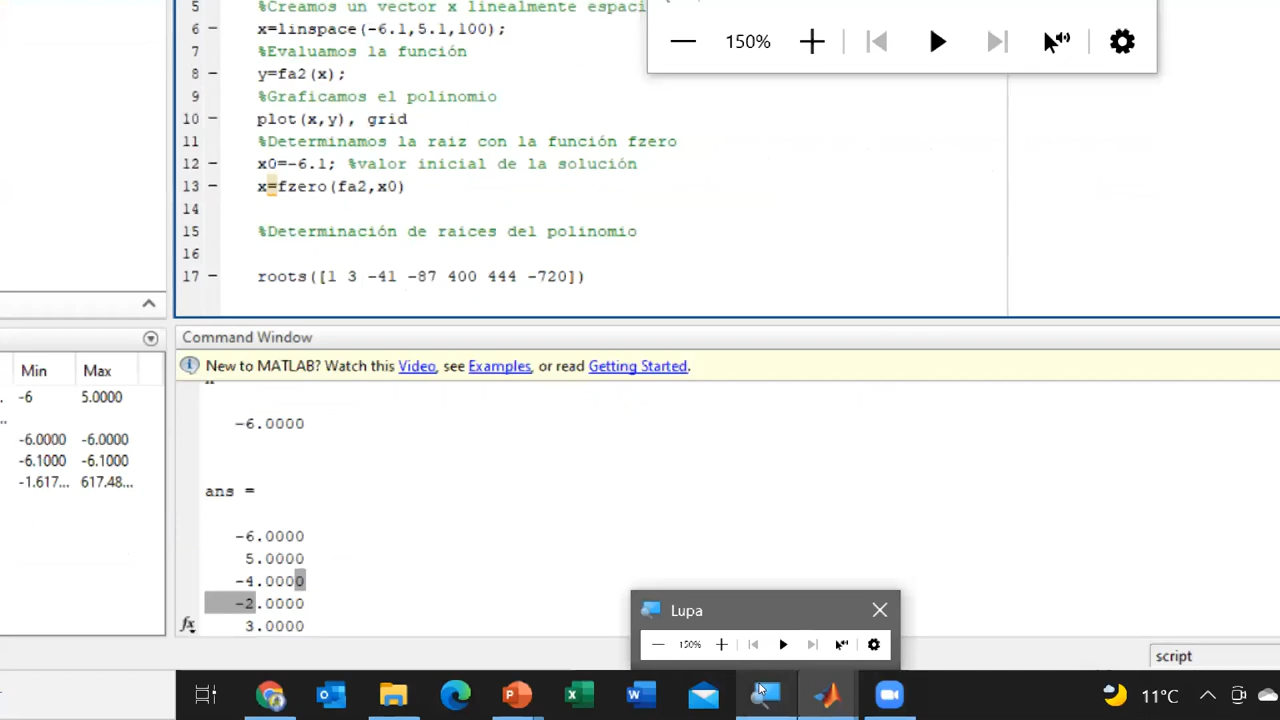 5 %Creamos un vector x linealmente espaci
6 - x=linspace(-6.1,5.1,100);
7 %Evaluamos la función
8 - y=fa2(x);
9 %Graficamos el polinomio
10 - plot(x,y), grid
11 %Determinamos la raiz con la función fzero
12 - x0=-6.1; %valor inicial de la solución
13 - x=fzero(fa2,x0)
14
15 %Determinación de raices del polinomio
16
17 - roots([1 3 -41 -87 400 444 -720])
150%
Command Window
New to MATLAB? Watch this Video, see Examples, or read Getting Started.
Min Max
-6 5.0000
-6.0000 -6.0000
-6.1000 -6.1000
-1.617... 617.48...
-6.0000
ans =
-6.0000
5.0000
-4.0000
-2.0000
3.0000
fx
Lupa
150%
script
11°C